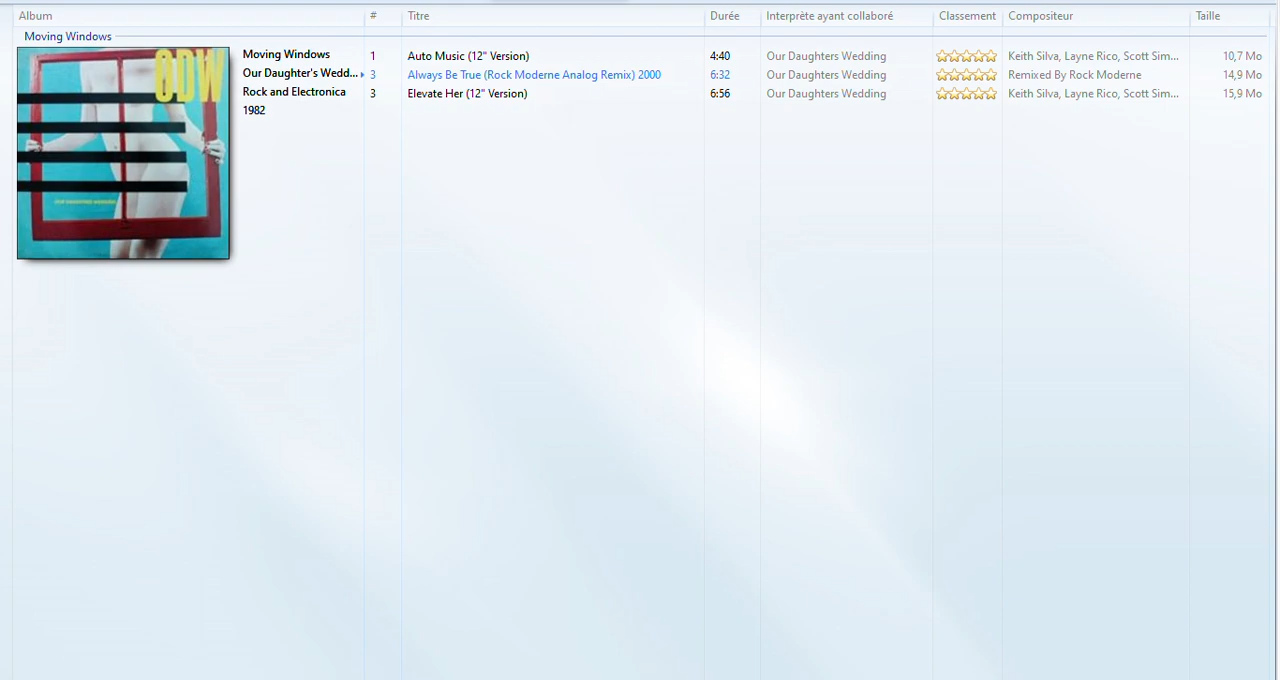 Album # Titre Durée Interprète ayant collaboré Classement Compositeur Taille
Moving Windows
ODW
OUR DAUGHTERS WEDDING
Moving Windows 1 Auto Music (12" Version) 4:40 Our Daughters Wedding Keith Silva, Layne Rico, Scott Sim... 10,7 Mo
Our Daughter's Wedd... 3 Always Be True (Rock Moderne Analog Remix) 2000 6:32 Our Daughters Wedding Remixed By Rock Moderne 14,9 Mo
Rock and Electronica 3 Elevate Her (12" Version) 6:56 Our Daughters Wedding Keith Silva, Layne Rico, Scott Sim... 15,9 Mo
1982